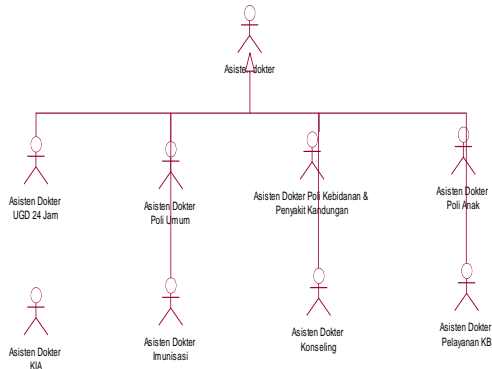 Asisten dokter
Asisten Dokter
UGD 24 Jam
Asisten Dokter
Poli Umum
Asisten Dokter Poli Kebidanan &
Penyakit Kandungan
Asisten Dokter
Poli Anak
Asisten Dokter
KIA
Asisten Dokter
Imunisasi
Asisten Dokter
Konseling
Asisten Dokter
Pelayanan KB